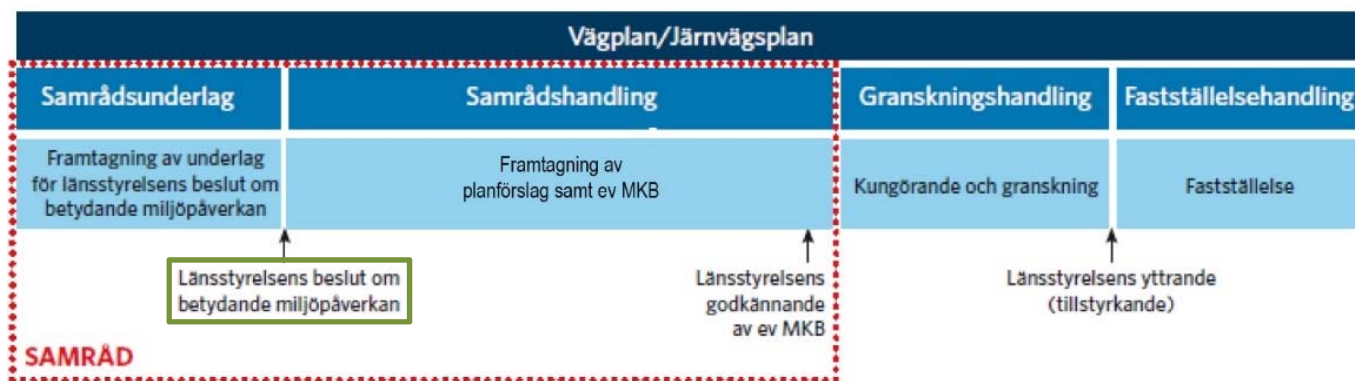 Vägplan/Järnvägsplan
Samrådsunderlag
Samrådshandling
Granskningshandling
Fastställelsehandling
Framtagning av underlag
för länsstyrelsens beslut om
betydande miljöpåverkan
Framtagning av
planförslag samt ev MKB
Kungörande och granskning
Fastställelse
Länsstyrelsens beslut om
betydande miljöpåverkan
Länsstyrelsens
godkännande
av ev MKB
Länsstyrelsens yttrande
(tillstyrkande)
SAMRÅD